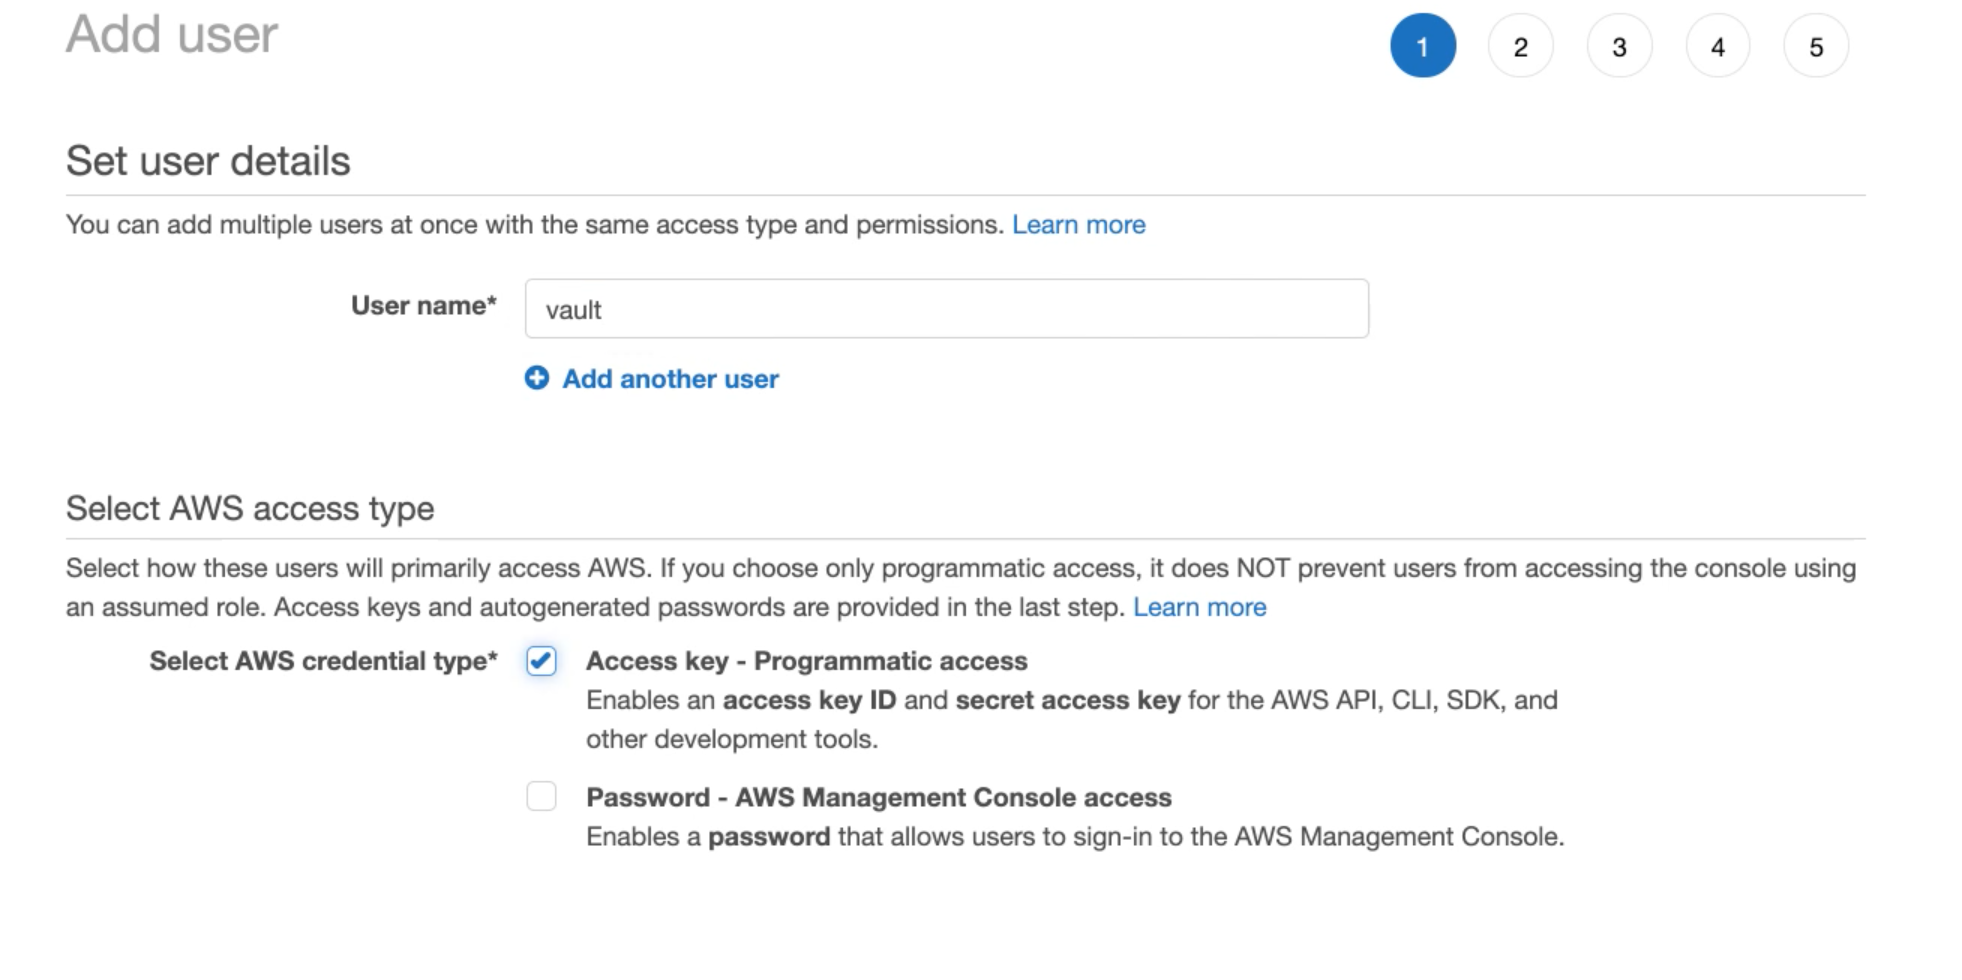 Add user
1 2 3 4 5
Set user details
You can add multiple users at once with the same access type and permissions. Learn more
User name* vault
Add another user
Select AWS access type
Select how these users will primarily access AWS. If you choose only programmatic access, it does NOT prevent users from accessing the console using
an assumed role. Access keys and autogenerated passwords are provided in the last step. Learn more
Select AWS credential type* Access key - Programmatic access
Enables an access key ID and secret access key for the AWS API, CLI, SDK, and
other development tools.
Password - AWS Management Console access
Enables a password that allows users to sign-in to the AWS Management Console.